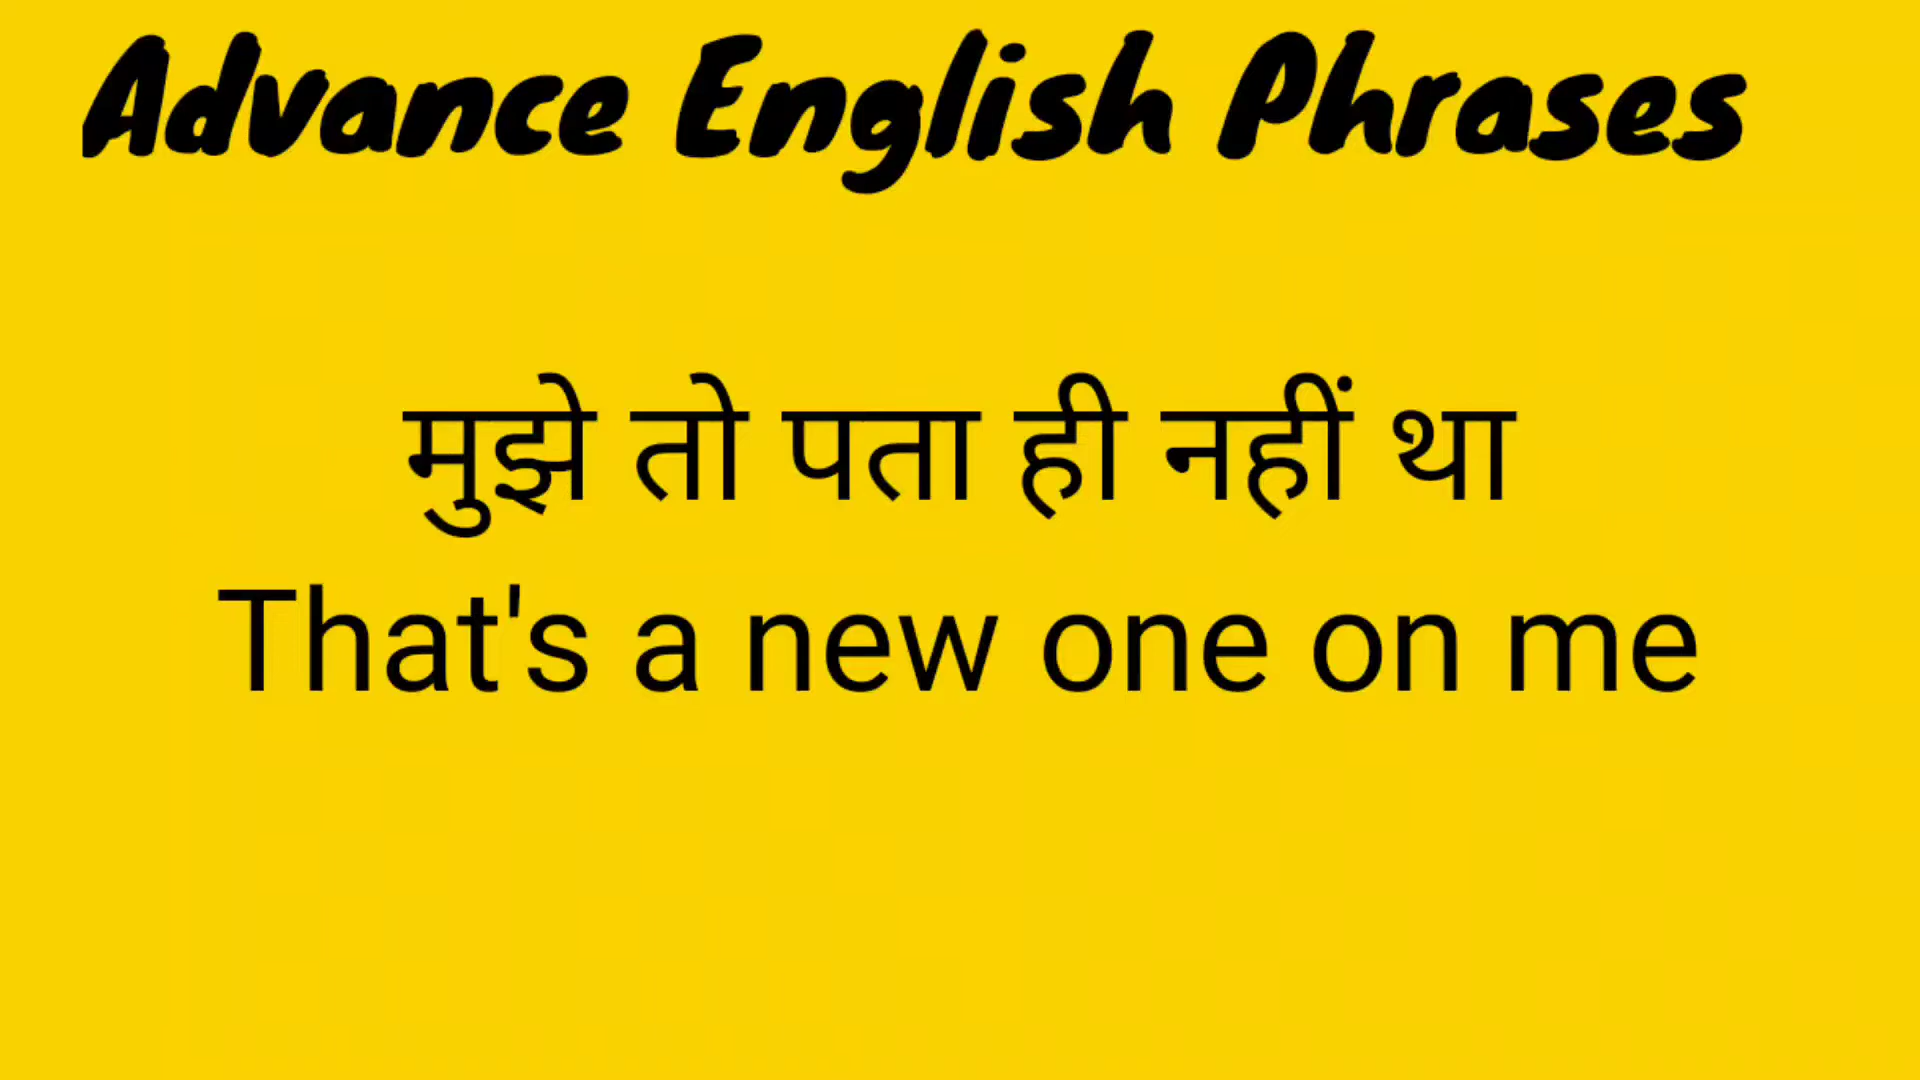 Advance English Phrases
मुझे तो पता ही नहीं था
That's a new one on me